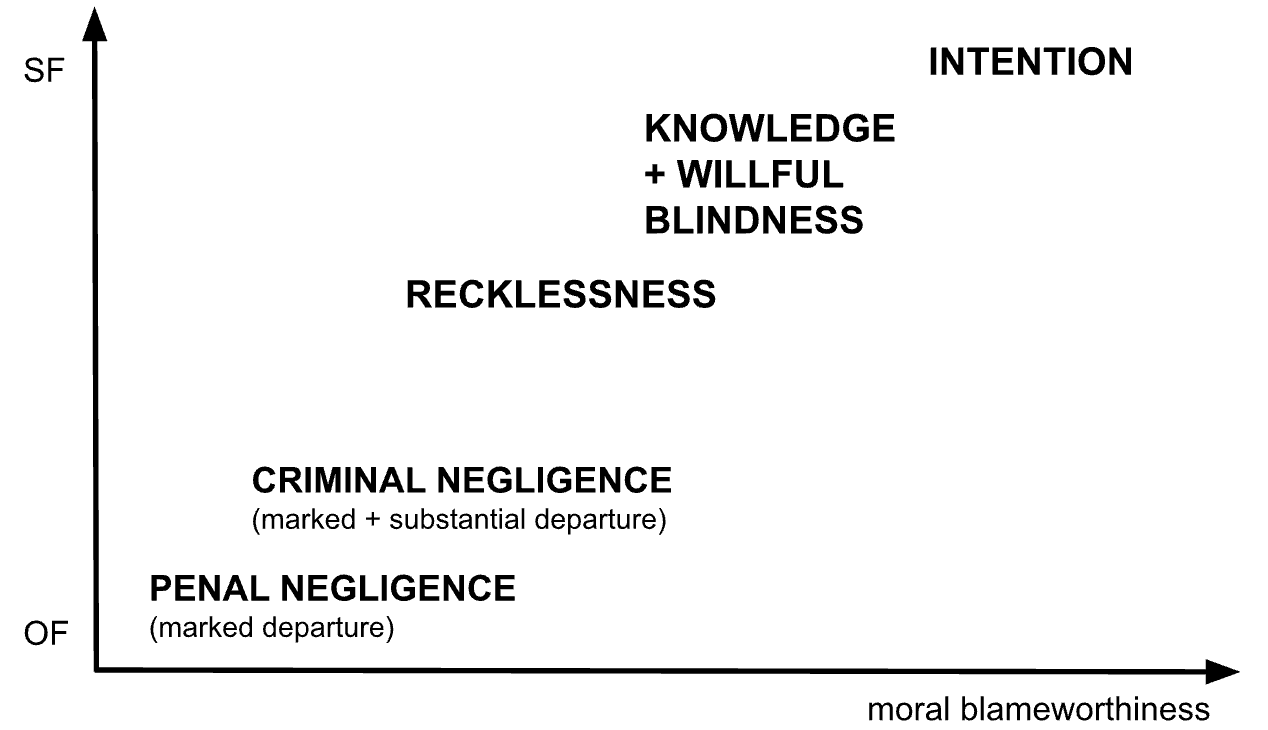 SF
INTENTION
KNOWLEDGE
+ WILLFUL
BLINDNESS
RECKLESSNESS
CRIMINAL NEGLIGENCE
(marked + substantial departure)
PENAL NEGLIGENCE
(marked departure)
OF
moral blameworthiness